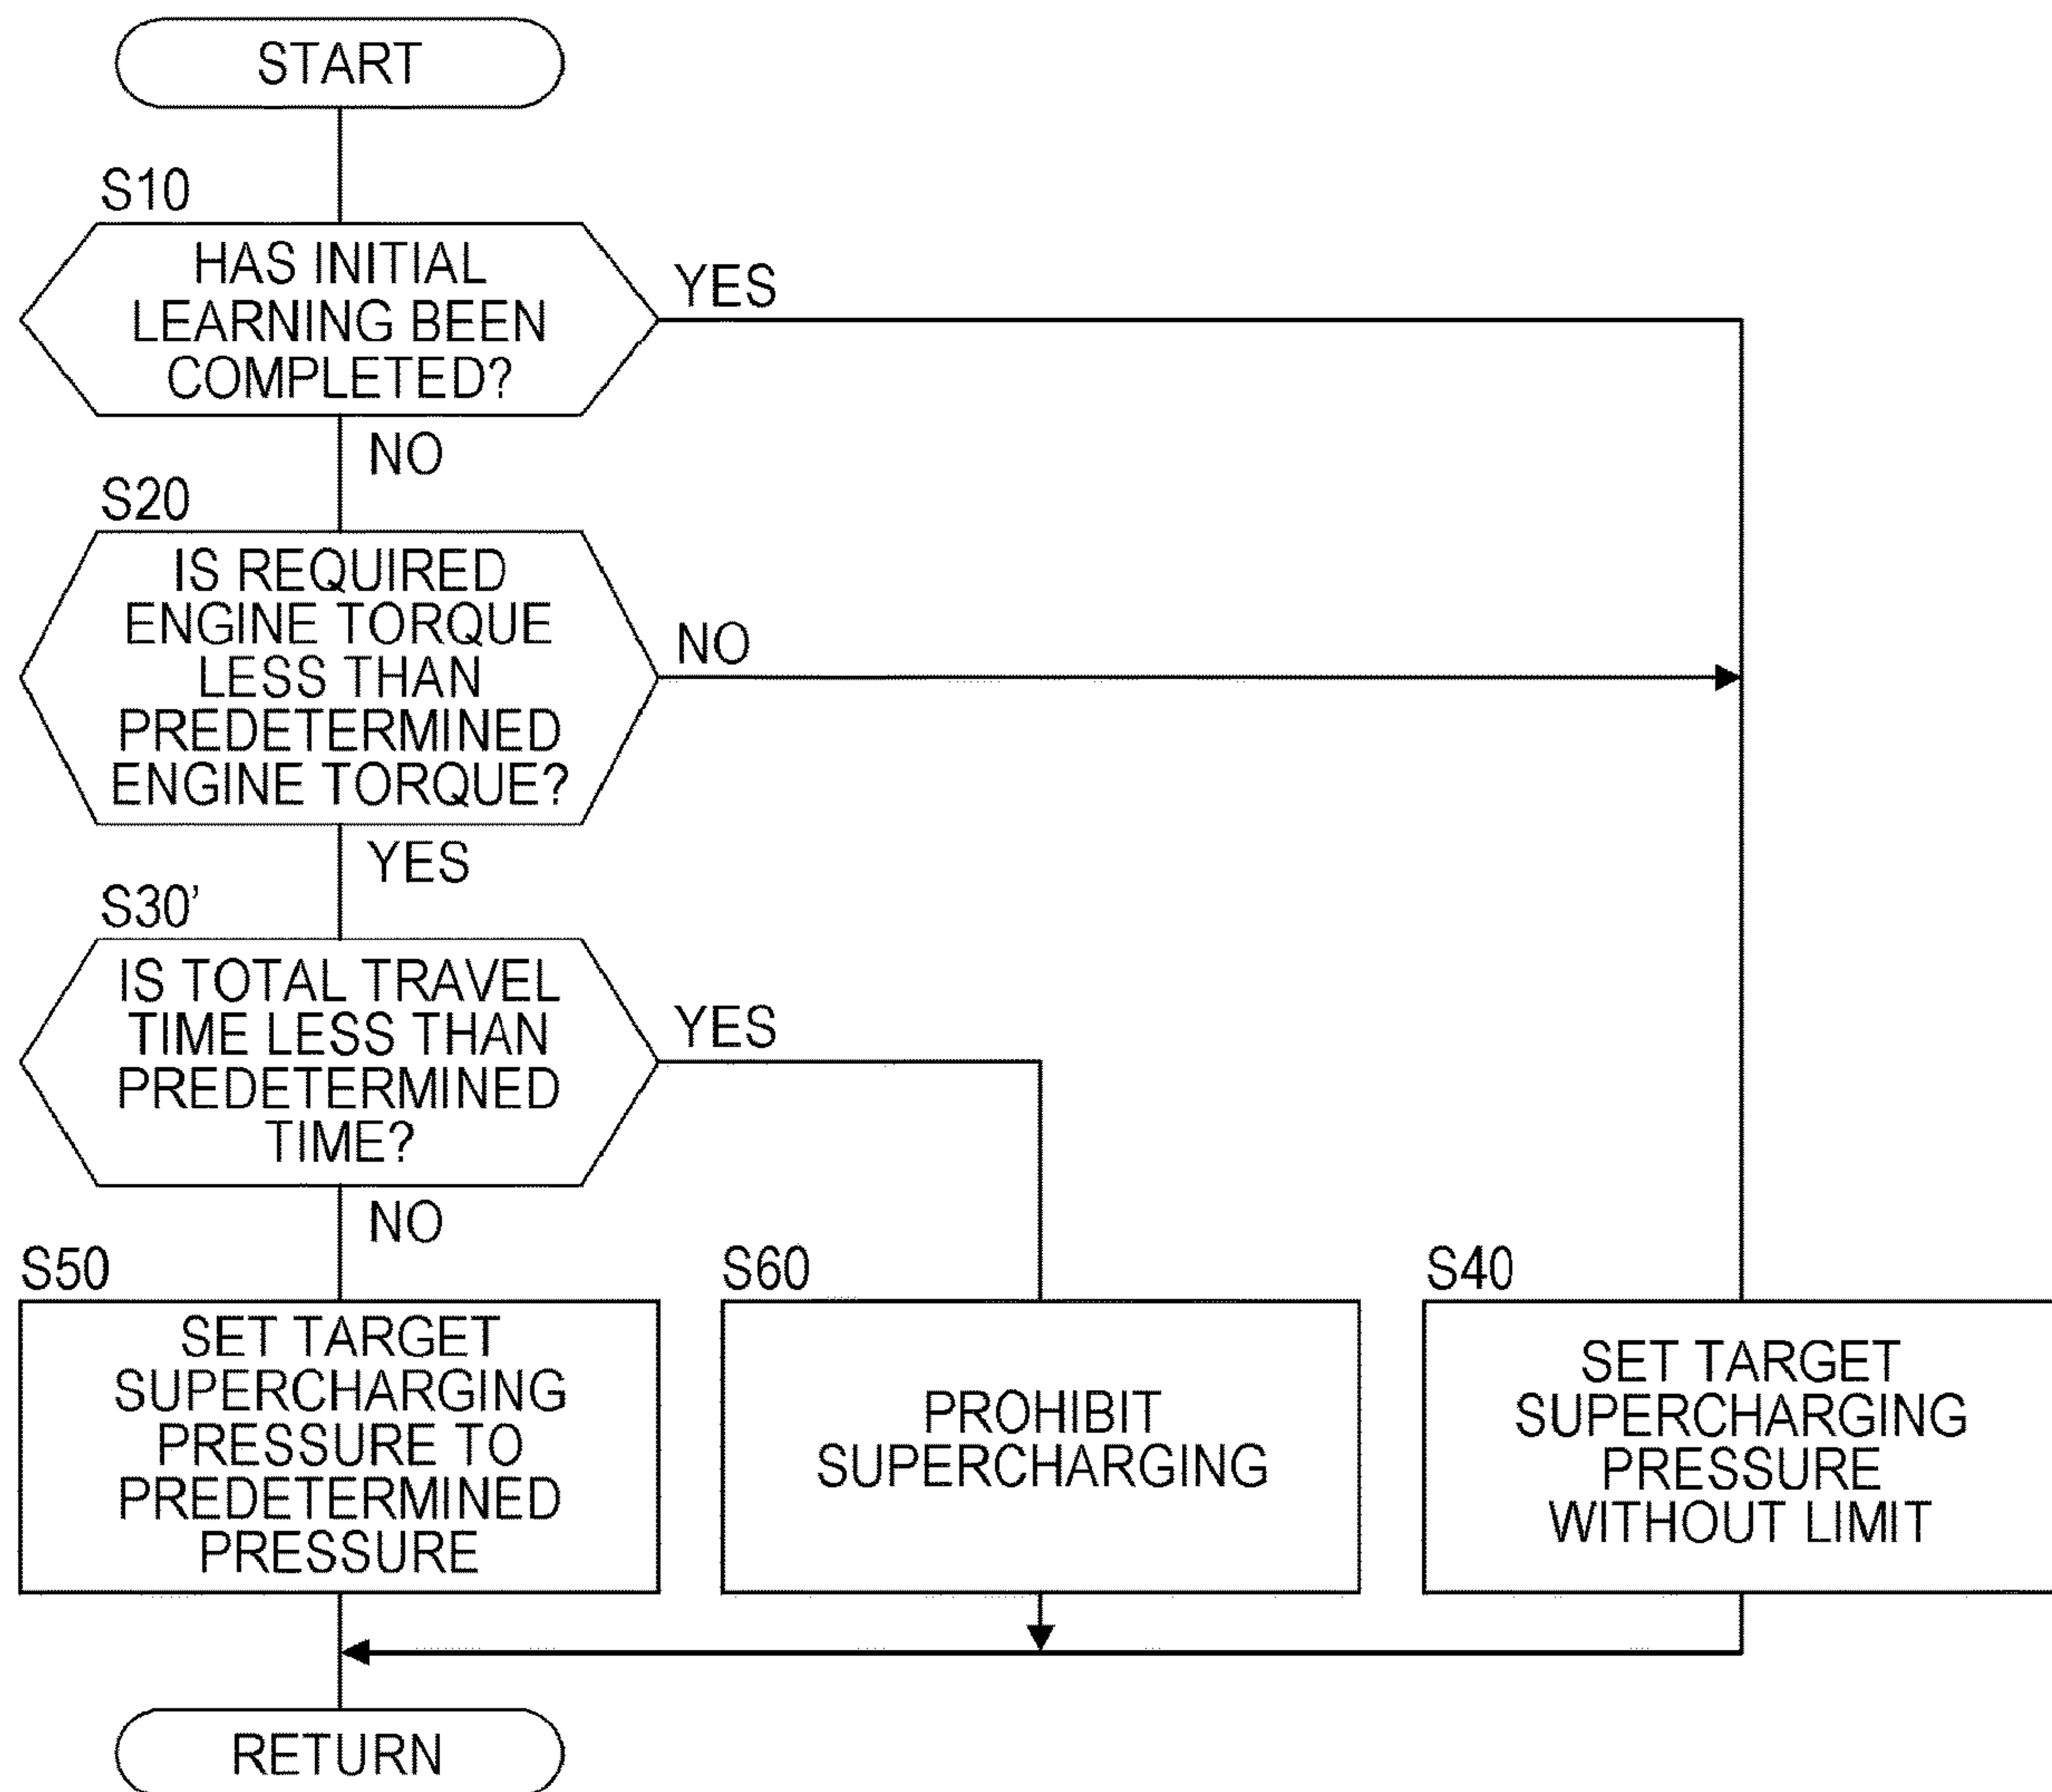 START
S10
HAS INITIAL
LEARNING BEEN
COMPLETED?
YES
NO
S20
IS REQUIRED
ENGINE TORQUE
LESS THAN
PREDETERMINED
ENGINE TORQUE?
NO
YES
S30'
IS TOTAL TRAVEL
TIME LESS THAN
PREDETERMINED
TIME?
YES
NO
S50
SET TARGET
SUPERCHARGING
PRESSURE TO
PREDETERMINED
PRESSURE
S60
PROHIBIT
SUPERCHARGING
S40
SET TARGET
SUPERCHARGING
PRESSURE
WITHOUT LIMIT
RETURN